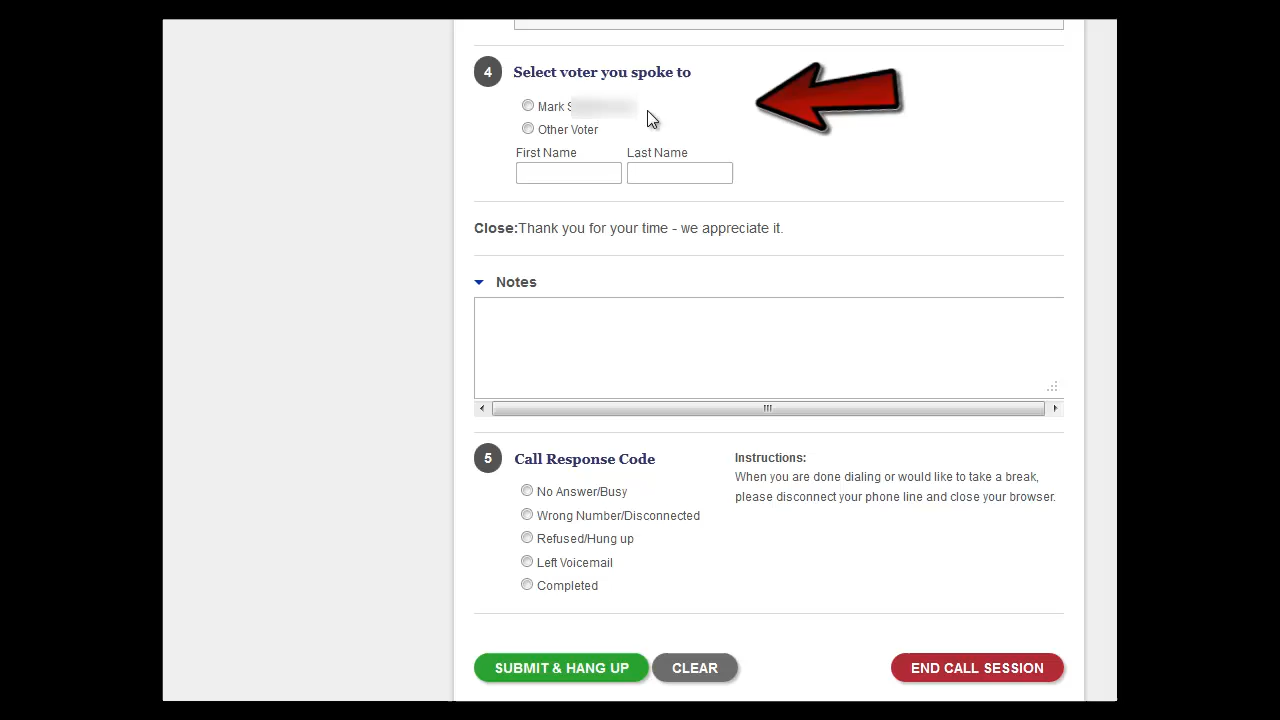 4 Select voter you spoke to
Mark S
Other Voter
First Name Last Name
Close:Thank you for your time - we appreciate it.
Notes
5 Call Response Code
No Answer/Busy
Wrong Number/Disconnected
Refused/Hung up
Left Voicemail
Completed
Instructions:
When you are done dialing or would like to take a break,
please disconnect your phone line and close your browser.
SUBMIT & HANG UP CLEAR END CALL SESSION